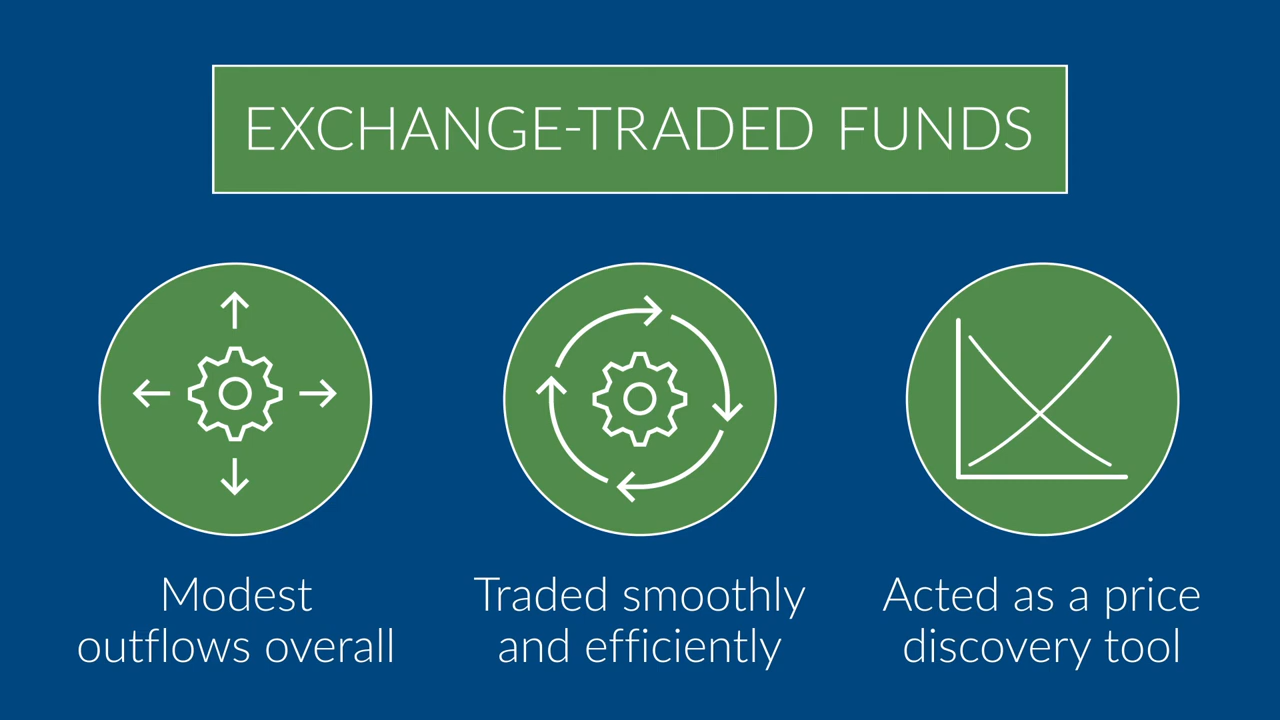 EXCHANGE-TRADED FUNDS
Modest
outflows overall
Traded smoothly
and efficiently
Acted as a price
discovery tool